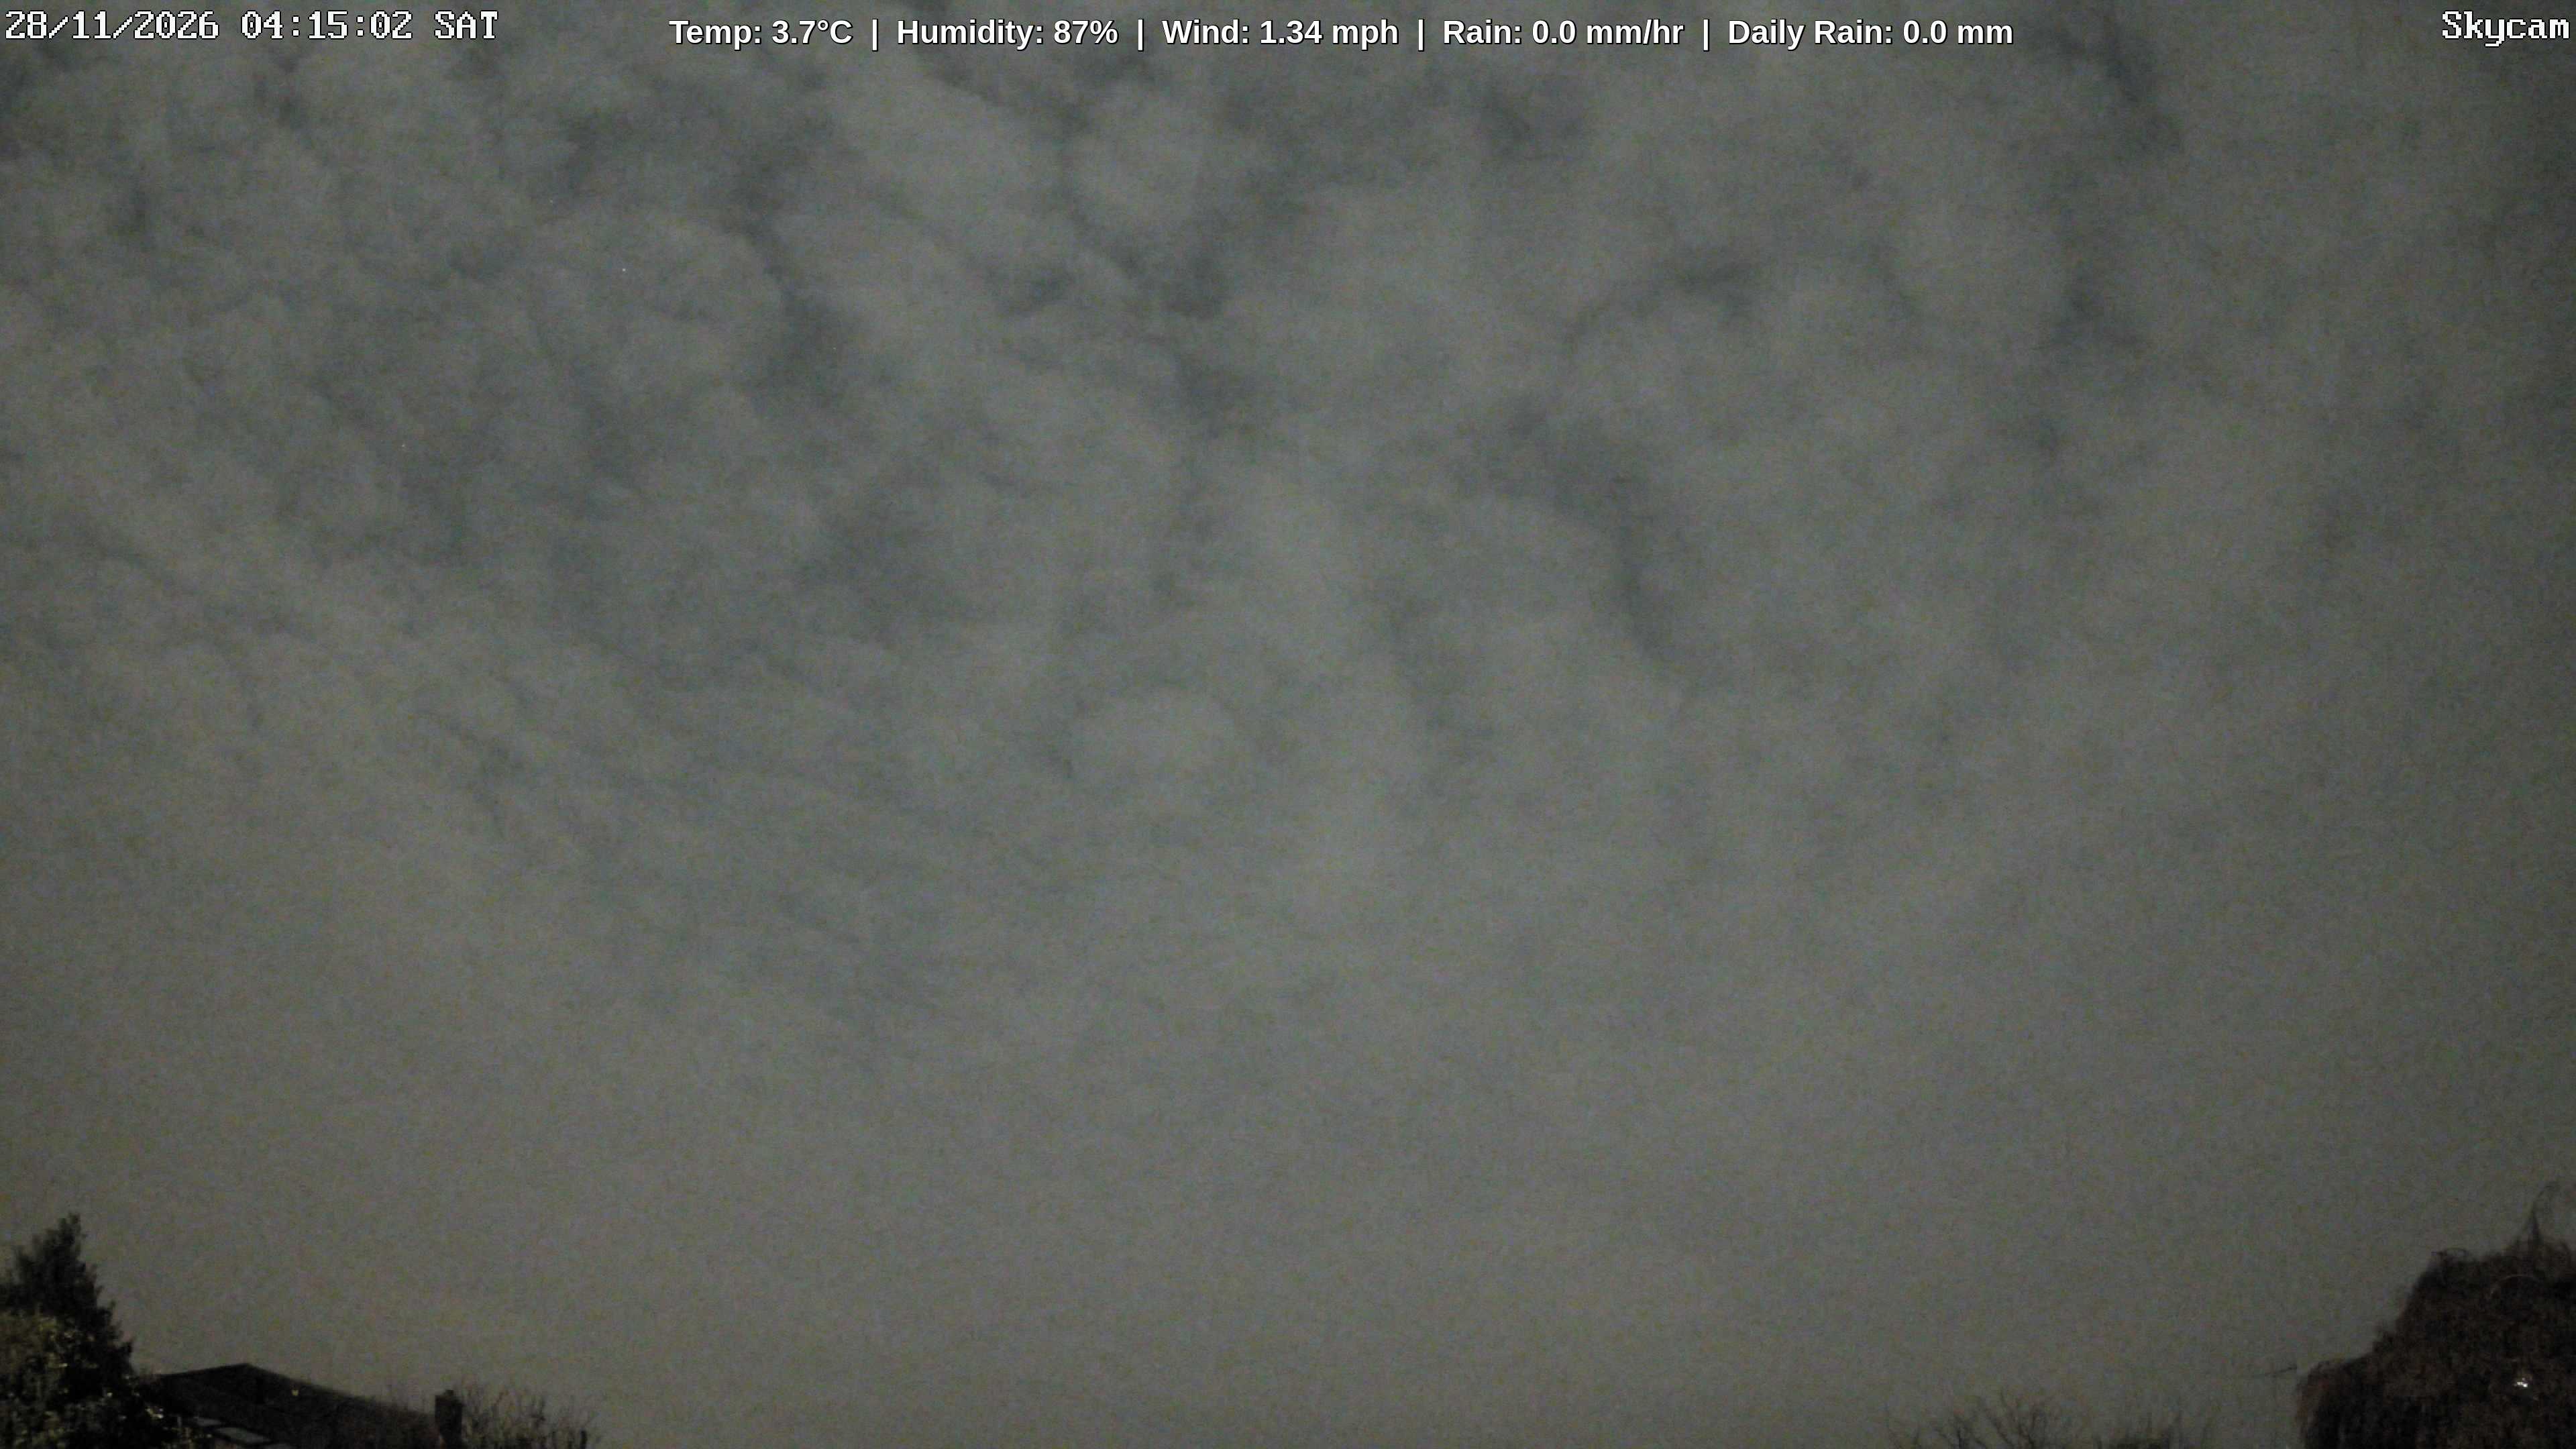 28/11/2026 04:15:02 SAT
Temp: 3.7°C | Humidity: 87% | Wind: 1.34 mph | Rain: 0.0 mm/hr | Daily Rain: 0.0 mm
Skycam